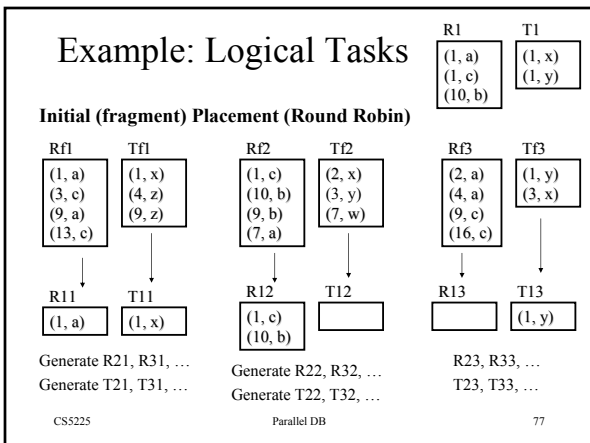 Example: Logical Tasks
R1 T1
(1, a) (1, x)
(1, c) (1, y)
(10, b)
Initial (fragment) Placement (Round Robin)
Rf1 Tf1 Rf2 Tf2 Rf3 Tf3
(1, a) (1, x) (1, c) (2, x) (2, a) (1, y)
(3, c) (4, z) (10, b) (3, y) (4, a) (3, x)
(9, a) (9, z) (9, b) (7, w) (9, c)
(13, c) (7, a) (16, c)
R11 T11 R12 T12 R13 T13
(1, a) (1, x) (1, c) (1, y)
(10, b)
Generate R21, R31, … Generate R22, R32, … R23, R33, …
Generate T21, T31, … Generate T22, T32, … T23, T33, …
CS5225 Parallel DB 77